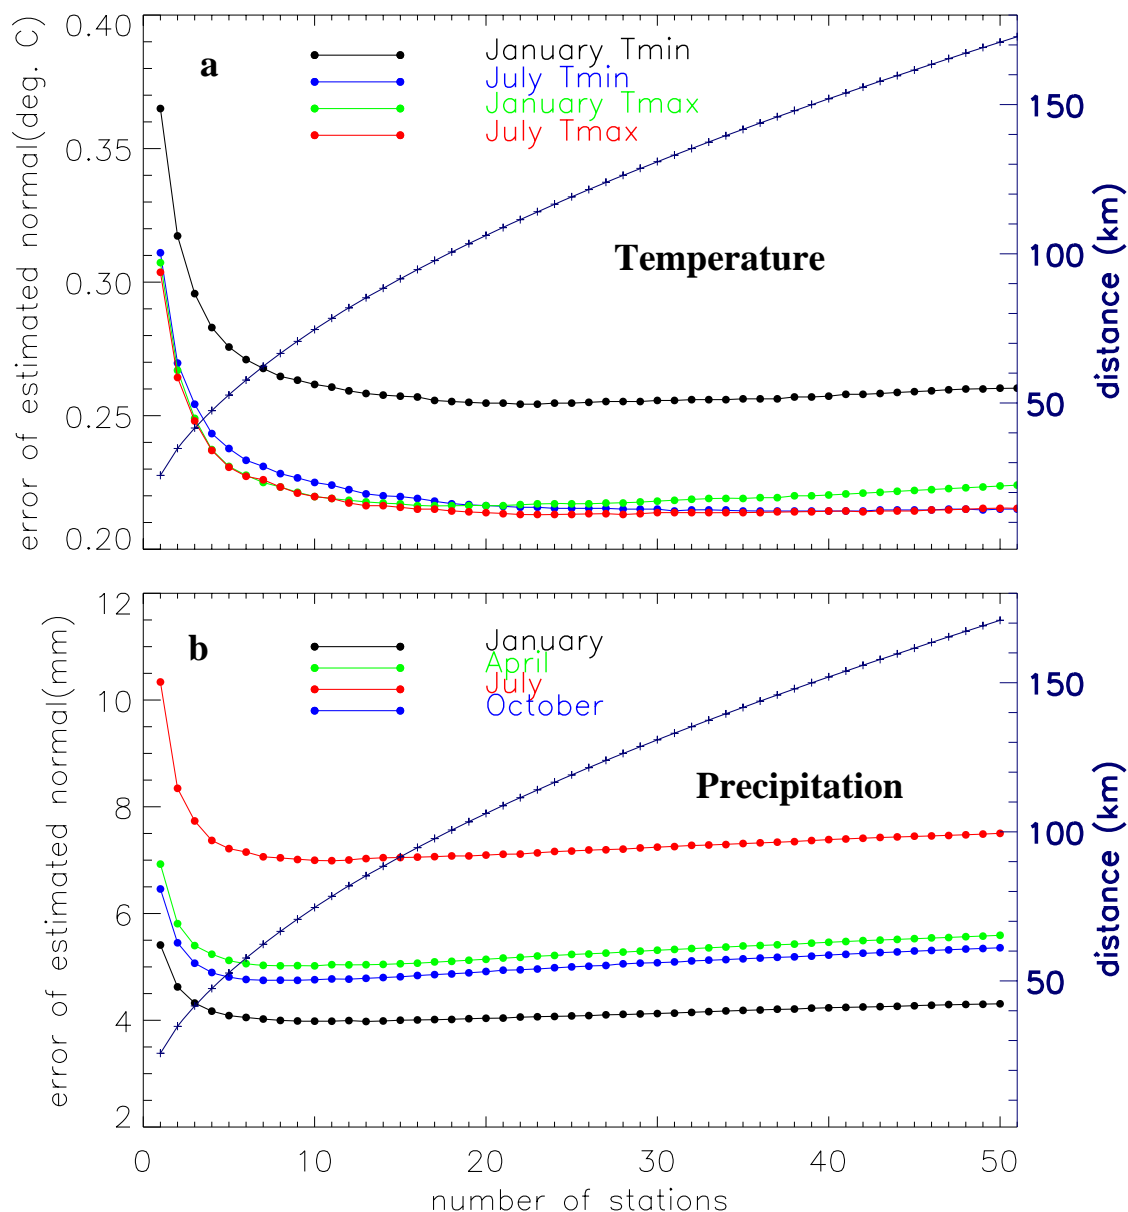 a
January Tmin
July Tmin
January Tmax
July Tmax
Temperature
error of estimated normal(deg. C)
0.40
0.35
0.30
0.25
0.20
150
100
50
distance (km)
b
January
April
July
October
Precipitation
error of estimated normal(mm)
12
10
8
6
4
2
150
100
50
distance (km)
0 10 20 30 40 50
number of stations